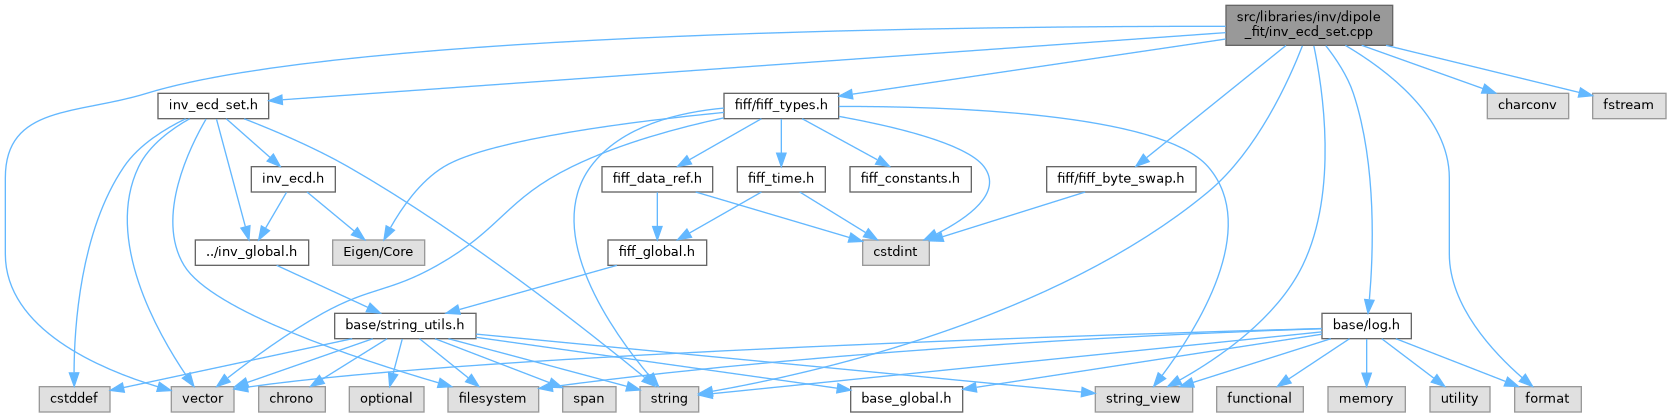 src/libraries/inv/dipole
_fit/inv_ecd_set.cpp
inv_ecd_set.h
fiff/fiff_types.h
charconv
fstream
inv_ecd.h
fiff_data_ref.h
fiff_time.h
fiff_constants.h
fiff/fiff_byte_swap.h
../inv_global.h
Eigen/Core
fiff_global.h
cstdint
base/string_utils.h
base/log.h
cstddef
vector
chrono
optional
filesystem
span
string
base_global.h
string_view
functional
memory
utility
format